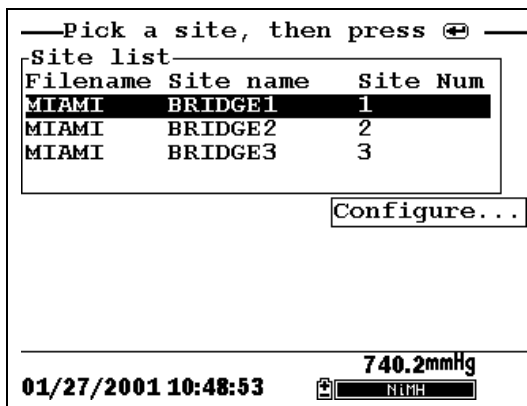 Pick a site, then press
Site list
Filename Site name Site Num
MIAMI BRIDGE1 1
MIAMI BRIDGE2 2
MIAMI BRIDGE3 3
Configure...
740.2mmHg
01/27/2001 10:48:53 NiMH